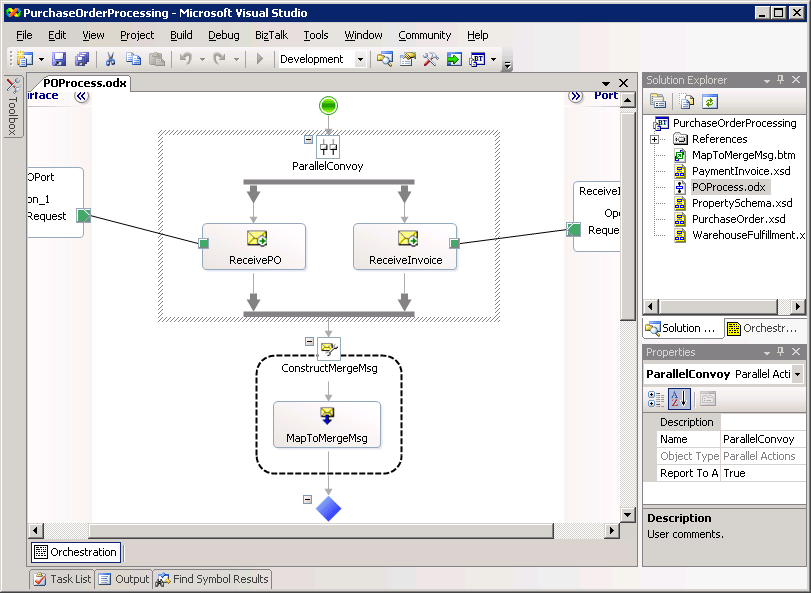 PurchaseOrderProcessing - Microsoft Visual Studio
File Edit View Project Build Debug BizTalk Tools Window Community Help
Development
Toolbox
POProcess.odx
rface
Port
ParallelConvoy
OPort
on_1
Request
ReceivePO
ReceiveInvoice
ReceiveI
Ope
Reque
ConstructMergeMsg
MapToMergeMsg
Orchestration
Task List Output Find Symbol Results
Solution Explorer
PurchaseOrderProcessing
References
MapToMergeMsg.btm
PaymentInvoice.xsd
POProcess.odx
PropertySchema.xsd
PurchaseOrder.xsd
WarehouseFulfillment.x
Solution ... Orchestr...
Properties
ParallelConvoy Parallel Acti
Description
Name ParallelConvoy
Object Type Parallel Actions
Report To A True
Description
User comments.